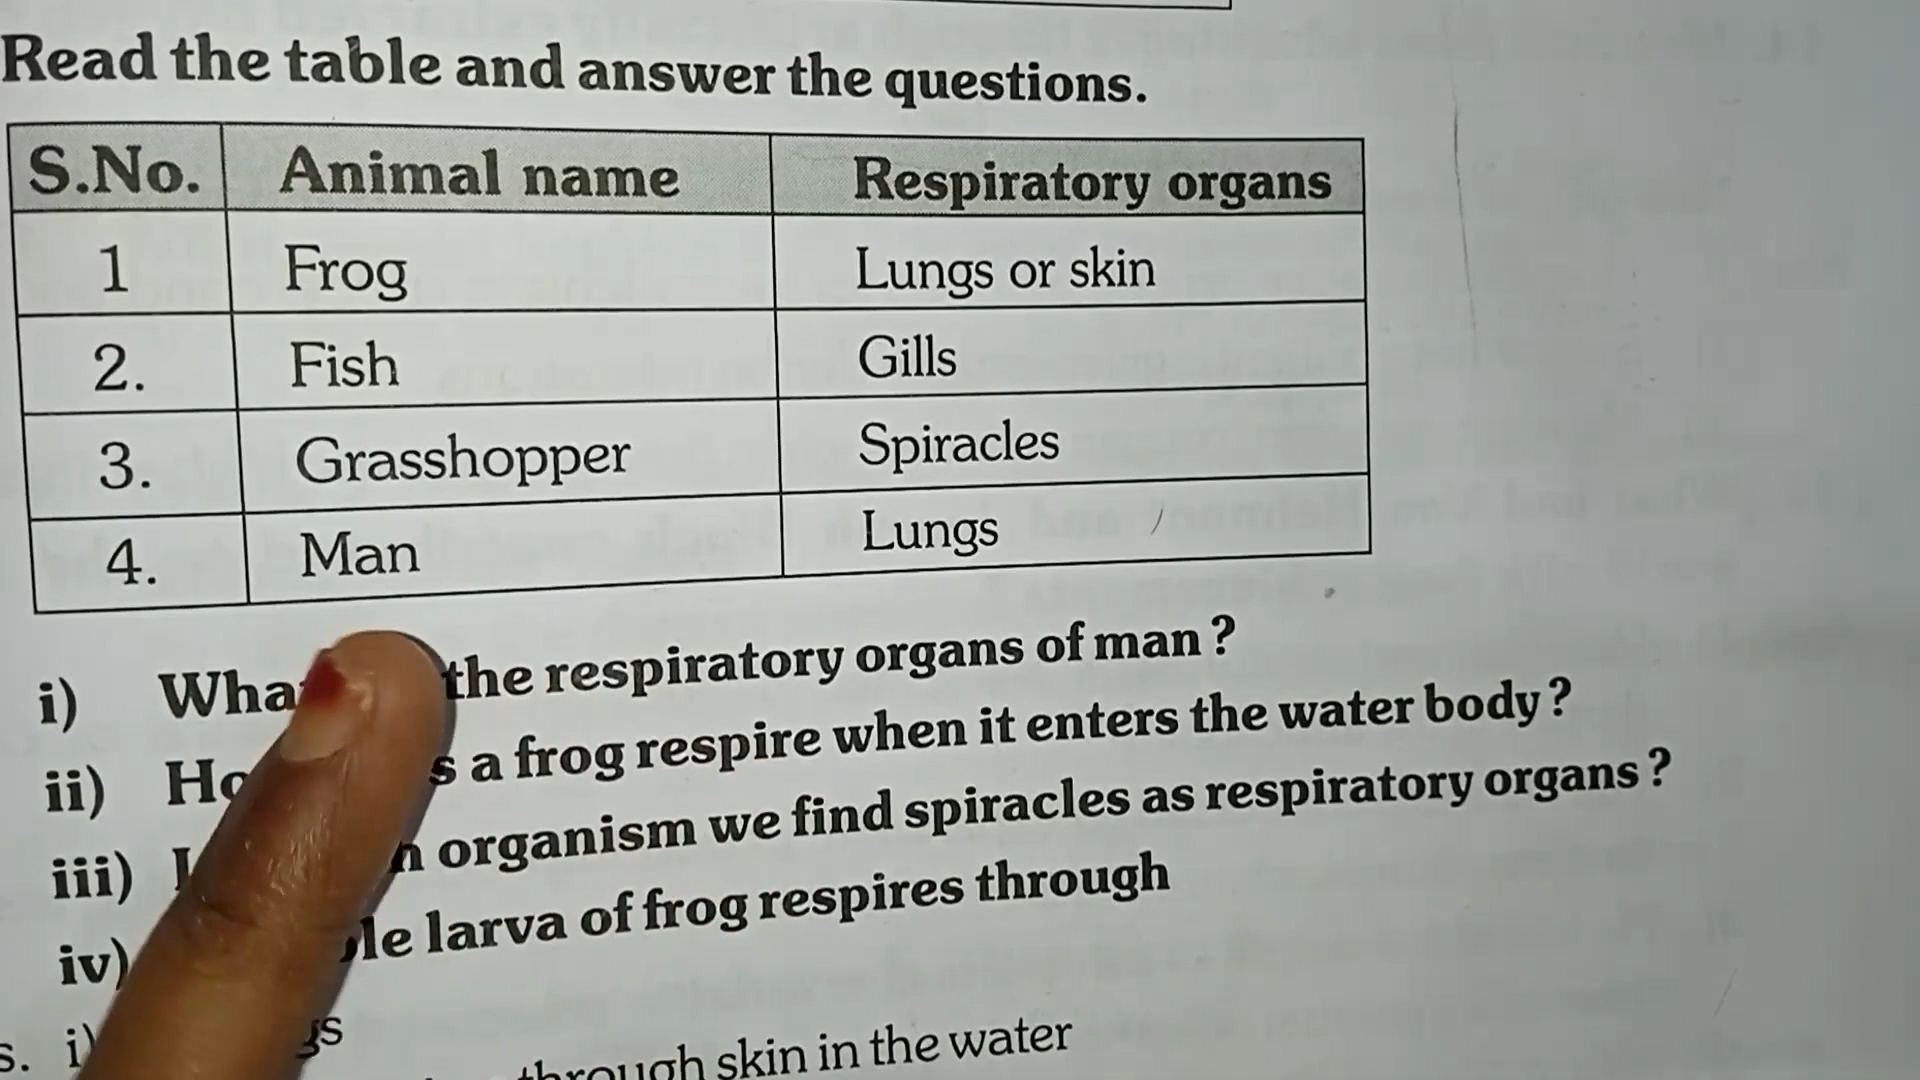 Read the table and answer the questions.
S.No. Animal name Respiratory organs
1 Frog Lungs or skin
2. Fish Gills
3. Grasshopper Spiracles
4. Man Lungs
i) the respiratory organs of man ?
ii) a frog respire when it enters the water body ?
iii) organism we find spiracles as respiratory organs ?
iv) larva of frog respires through
i)
through skin in the water